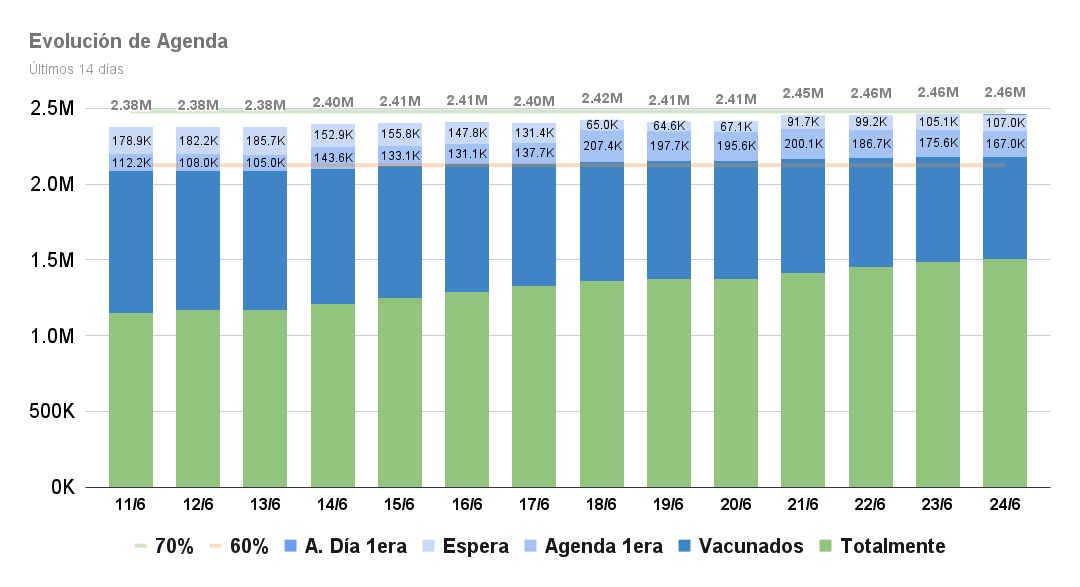 Evolución de Agenda
Últimos 14 días
2.5M
2.0M
1.5M
1.0M
500K
0K
2.38M 2.38M 2.38M 2.40M 2.41M 2.41M 2.40M 2.42M 2.41M 2.41M 2.45M 2.46M 2.46M 2.46M
178.9K 182.2K 185.7K 152.9K 155.8K 147.8K 131.4K 65.0K 64.6K 67.1K 91.7K 99.2K 105.1K 107.0K
112.2K 108.0K 105.0K 143.6K 133.1K 131.1K 137.7K 207.4K 197.7K 195.6K 200.1K 186.7K 175.6K 167.0K
11/6 12/6 13/6 14/6 15/6 16/6 17/6 18/6 19/6 20/6 21/6 22/6 23/6 24/6
70% 60% A. Día 1era Espera Agenda 1era Vacunados Totalmente